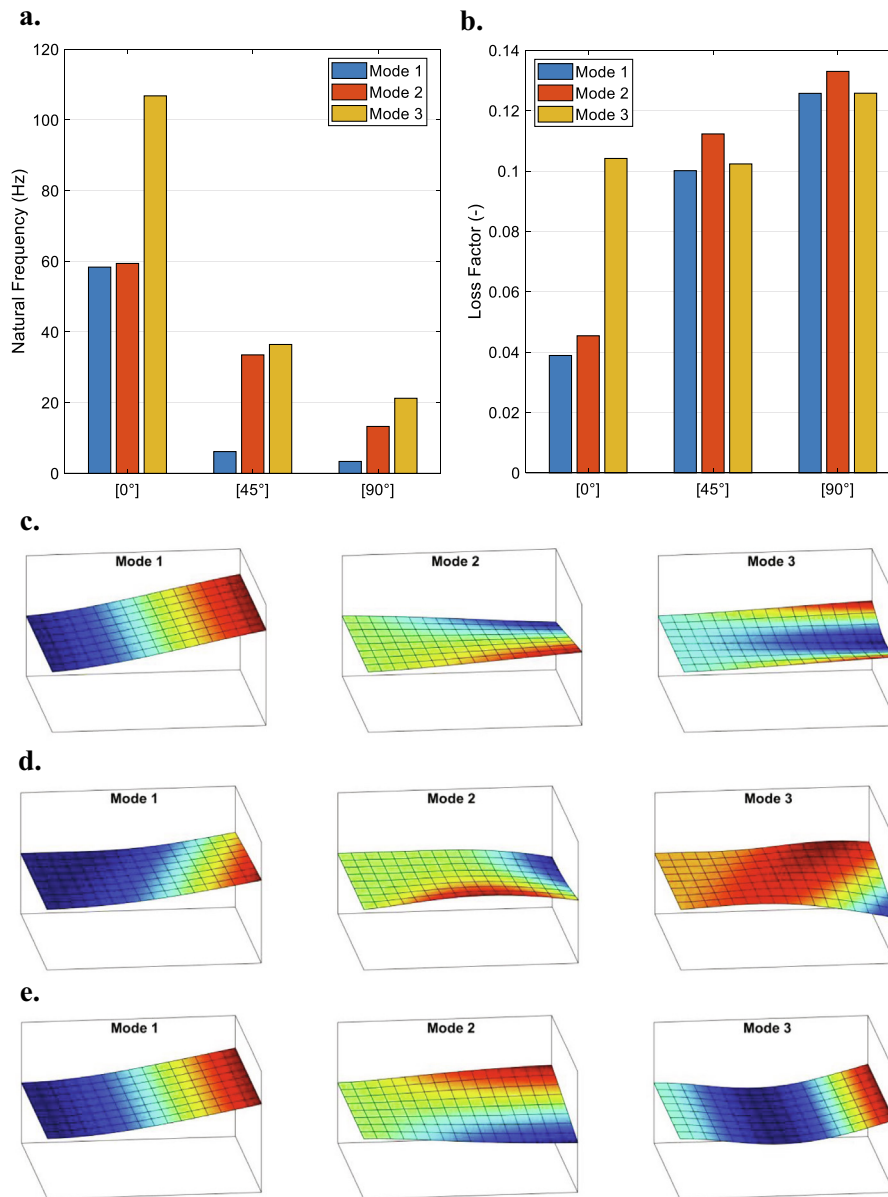 a.
120
100
80
60
40
20
0
Natural Frequency (Hz)
Mode 1
Mode 2
Mode 3
[0°] [45°] [90°]
b.
0.14
0.12
0.1
0.08
0.06
0.04
0.02
0
Loss Factor (-)
Mode 1
Mode 2
Mode 3
[0°] [45°] [90°]
c.
Mode 1 Mode 2 Mode 3
d.
Mode 1 Mode 2 Mode 3
e.
Mode 1 Mode 2 Mode 3